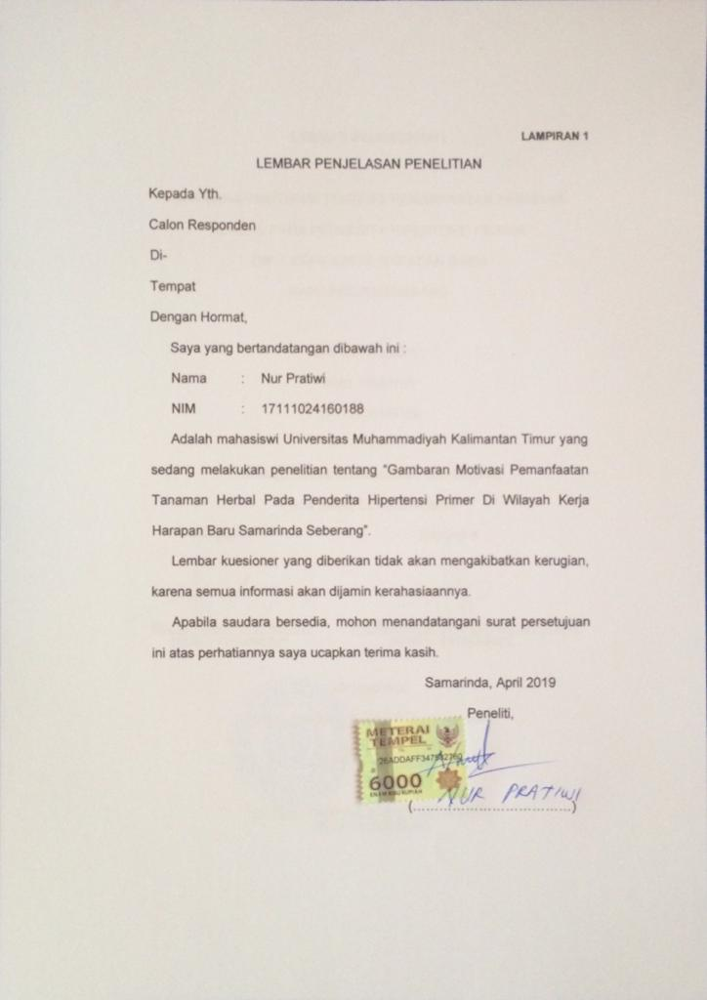 LAMPIRAN 1
LEMBAR PENJELASAN PENELITIAN
Kepada Yth.
Calon Responden
Di-
Tempat
Dengan Hormat,
Saya yang bertandatangan dibawah ini :
Nama : Nur Pratiwi
NIM : 17111024160188
Adalah mahasiswi Universitas Muhammadiyah Kalimantan Timur yang
sedang melakukan penelitian tentang "Gambaran Motivasi Pemanfaatan
Tanaman Herbal Pada Penderita Hipertensi Primer Di Wilayah Kerja
Harapan Baru Samarinda Seberang".
Lembar kuesioner yang diberikan tidak akan mengakibatkan kerugian,
karena semua informasi akan dijamin kerahasiaannya.
Apabila saudara bersedia, mohon menandatangani surat persetujuan
ini atas perhatiannya saya ucapkan terima kasih.
Samarinda, April 2019
Peneliti,
METERAI
TEMPEL
6000
ENAM RIBU RUPIAH
NUR PRATIWI
(....................................)